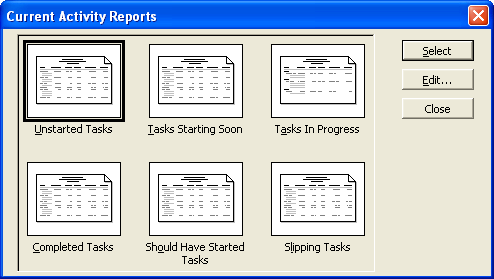 Current Activity Reports
Unstarted Tasks
Tasks Starting Soon
Tasks In Progress
Select
Edit...
Close
Completed Tasks
Should Have Started
Tasks
Slipping Tasks